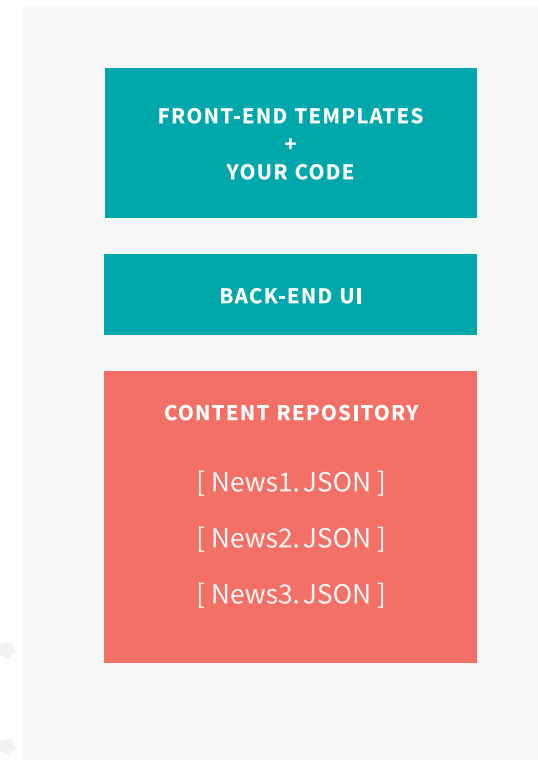 FRONT-END TEMPLATES
+
YOUR CODE
BACK-END UI
CONTENT REPOSITORY
[ News1.JSON ]
[ News2.JSON ]
[ News3.JSON ]